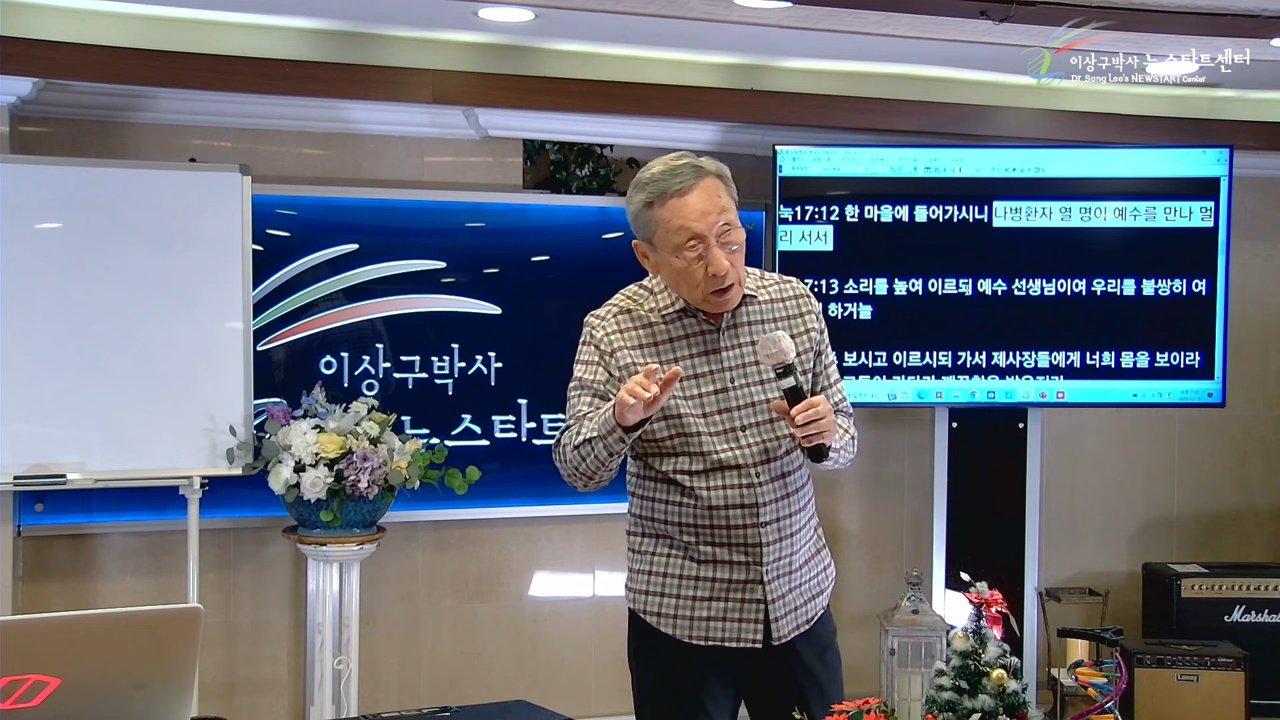 이상구박사 뉴스타트센터
Dr.Sang Lee's NEWSTART Center
눅17:12 한 마을에 들어가시니 나병환자 열 명이 예수를 만나 멀
리 서서
17:13 소리를 높여 이르되 예수 선생님이여 우리를 불쌍히 여
하거늘
보시고 이르시되 가서 제사장들에게 너희 몸을 보이라
이상구박사
뉴스타트
Marshall
Laney